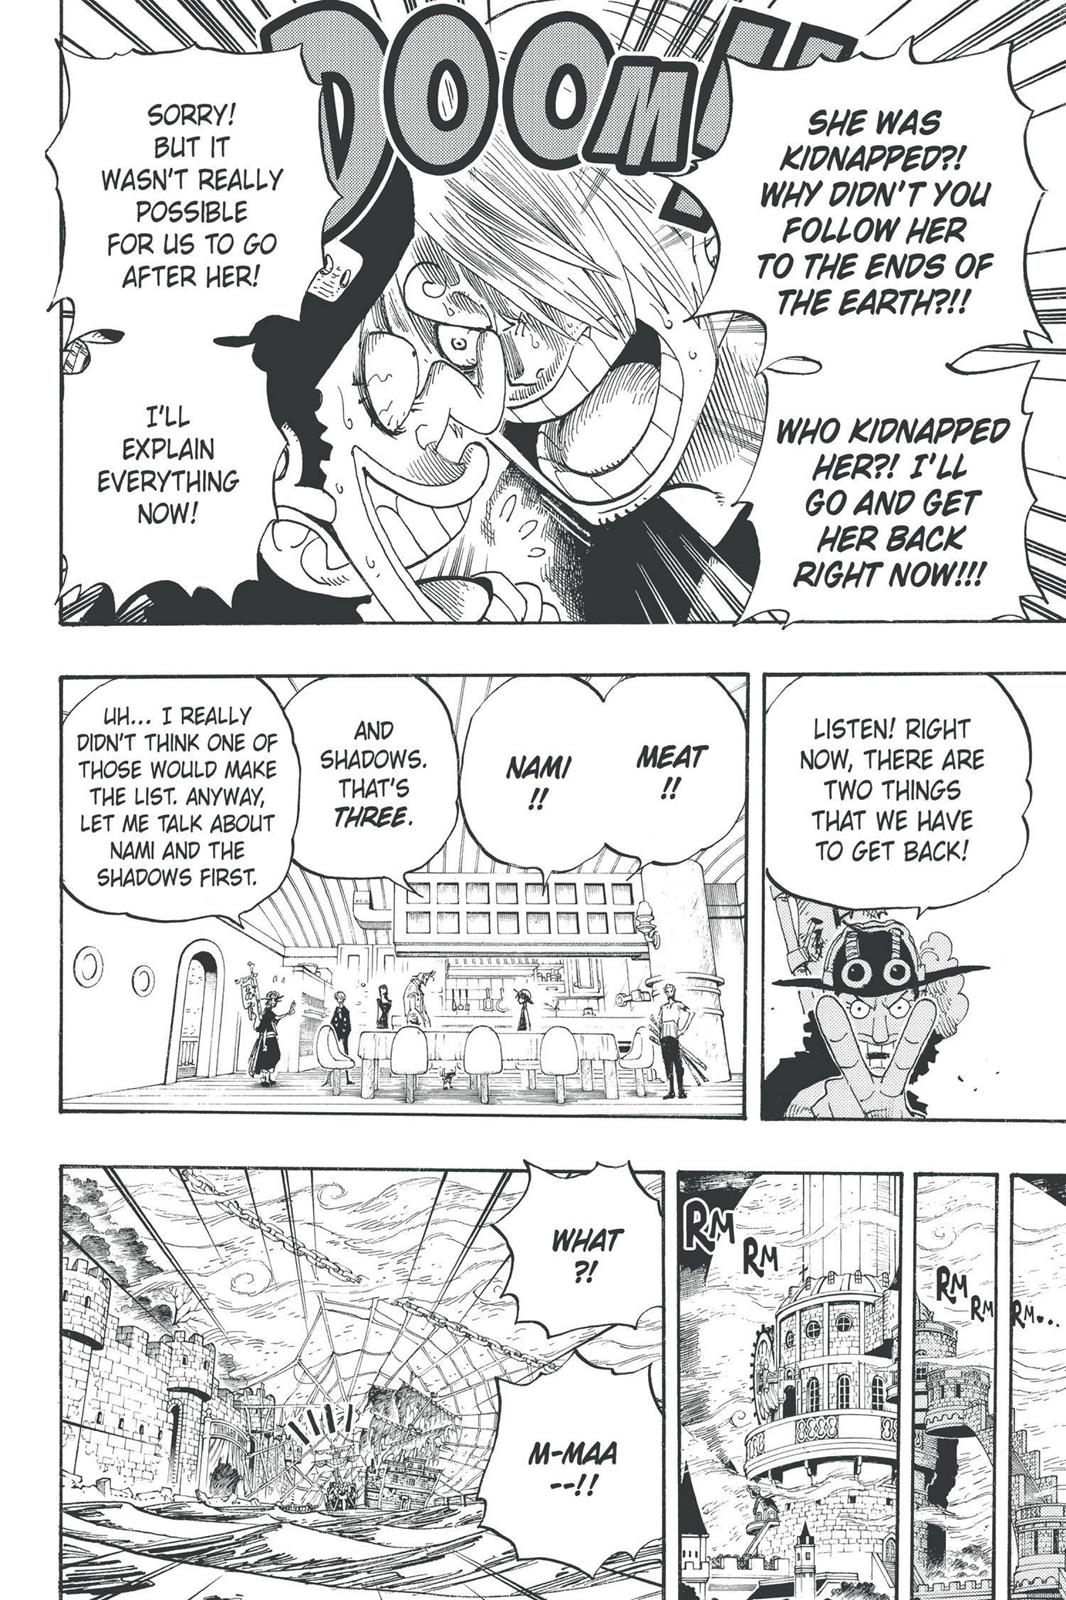 DOOM!!
SHE WAS
KIDNAPPED?!
WHY DIDN'T YOU
FOLLOW HER
TO THE ENDS OF
THE EARTH?!!
WHO KIDNAPPED
HER?! I'LL
GO AND GET
HER BACK
RIGHT NOW!!!
SORRY!
BUT IT
WASN'T REALLY
POSSIBLE
FOR US TO GO
AFTER HER!
I'LL
EXPLAIN
EVERYTHING
NOW!
LISTEN! RIGHT
NOW, THERE ARE
TWO THINGS
THAT WE HAVE
TO GET BACK!
MEAT
!!
NAMI
!!
AND
SHADOWS.
THAT'S
THREE.
UH... I REALLY
DIDN'T THINK ONE OF
THOSE WOULD MAKE
THE LIST. ANYWAY,
LET ME TALK ABOUT
NAMI AND THE
SHADOWS FIRST.
RM...
RM
RM
RM
RM
WHAT
?!
M-MAA
--!!